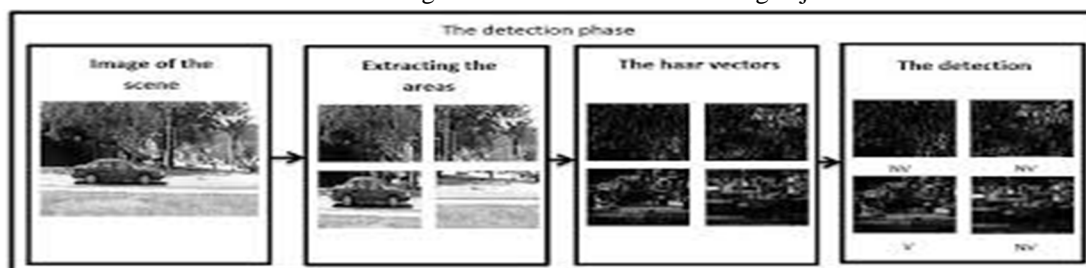 The detection phase
Image of the
scene
Extracting the
areas
The haar vectors
The detection
NV
NV
V
NV